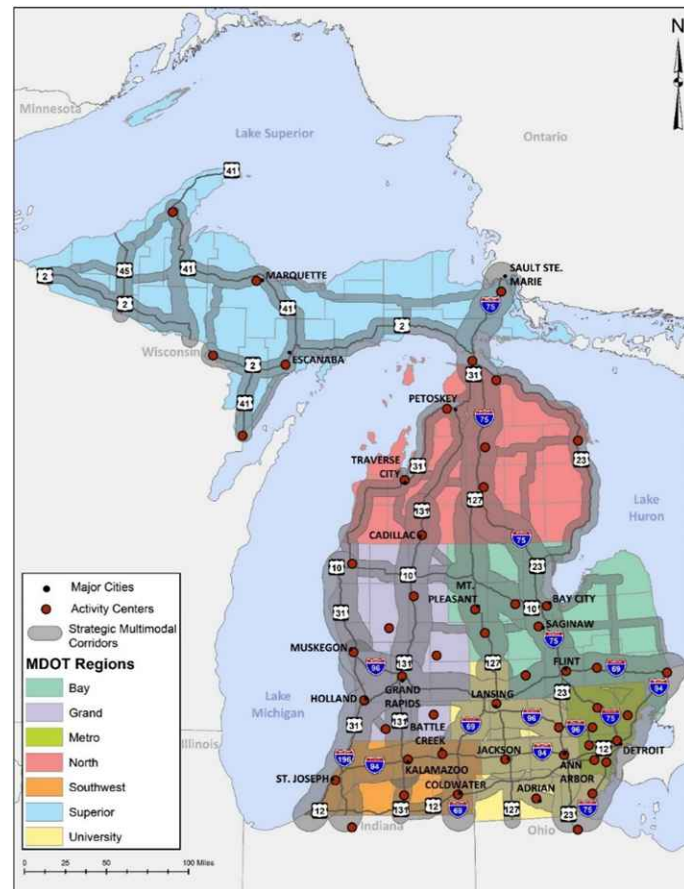 N
Minnesota
Lake Superior
Ontario
41
45
41
2
MARQUETTE
SAULT STE.
MARIE
75
41
2
2
Wisconsin
2
ESCANABA
31
41
PETOSKEY
75
TRAVERSE
CITY
31
23
127
Lake
Huron
131
CADILLAC
75
10
10
23
MT.
PLEASANT
10
BAY CITY
31
SAGINAW
75
MUSKEGON
96
131
127
FLINT
69
94
HOLLAND
GRAND
RAPIDS
LANSING
23
75
Lake
Michigan
31
131
BATTLE
CREEK
69
96
96
121
DETROIT
Illinois
196
94
JACKSON
94
ANN
ARBOR
ST. JOSEPH
KALAMAZOO
COLDWATER
ADRIAN
12
131
12
69
127
23
75
Indiana
Ohio
Major Cities
Activity Centers
Strategic Multimodal
Corridors
MDOT Regions
Bay
Grand
Metro
North
Southwest
Superior
University
0 25 50 100 Miles